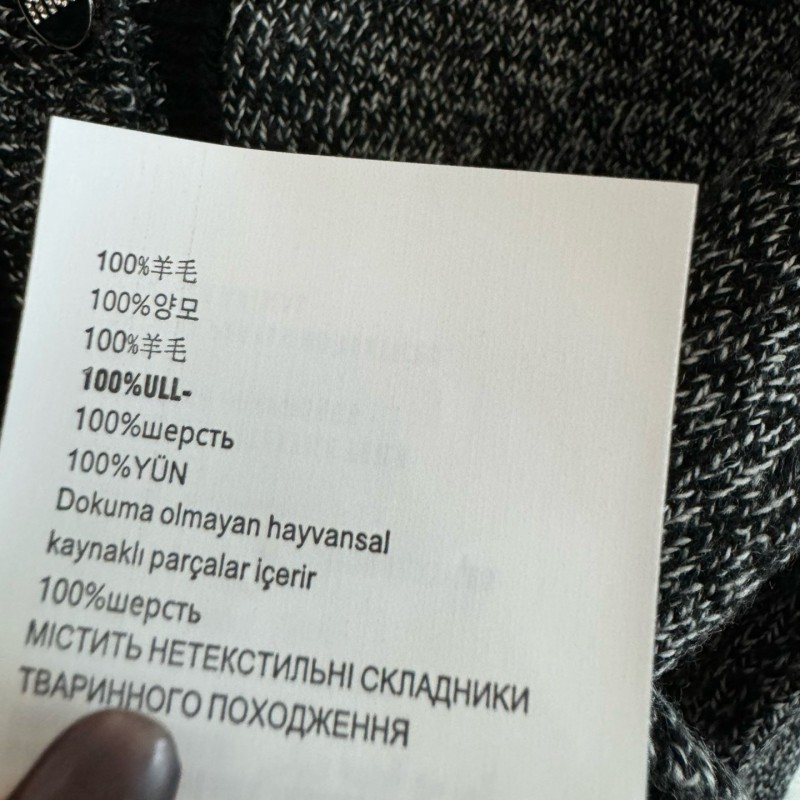 100%羊毛
100%양모
100%羊毛
100%ULL-
100%шерсть
100%YÜN
Dokuma olmayan hayvansal
kaynaklı parçalar içerir
100%шерсть
МІСТИТЬ НЕТЕКСТИЛЬНІ СКЛАДНИКИ
ТВАРИННОГО ПОХОДЖЕННЯ